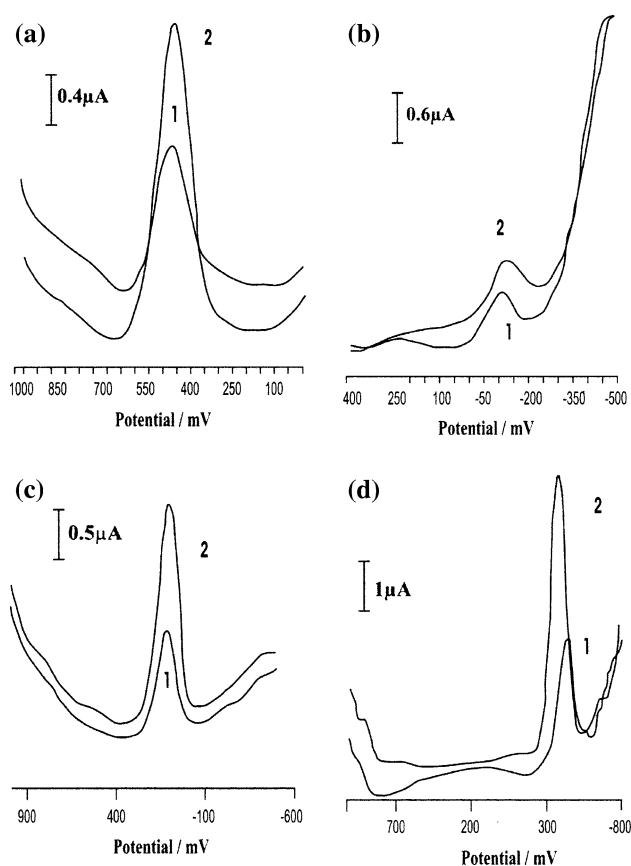 (a)
2
0.4µA
1
1000 850 700 550 400 250 100
Potential / mV
(b)
0.6µA
2
1
400 250 100 -50 -200 -350 -500
Potential / mV
(c)
0.5µA
2
1
900 400 -100 -600
Potential / mV
(d)
2
1µA
1
700 200 300 -800
Potential / mV